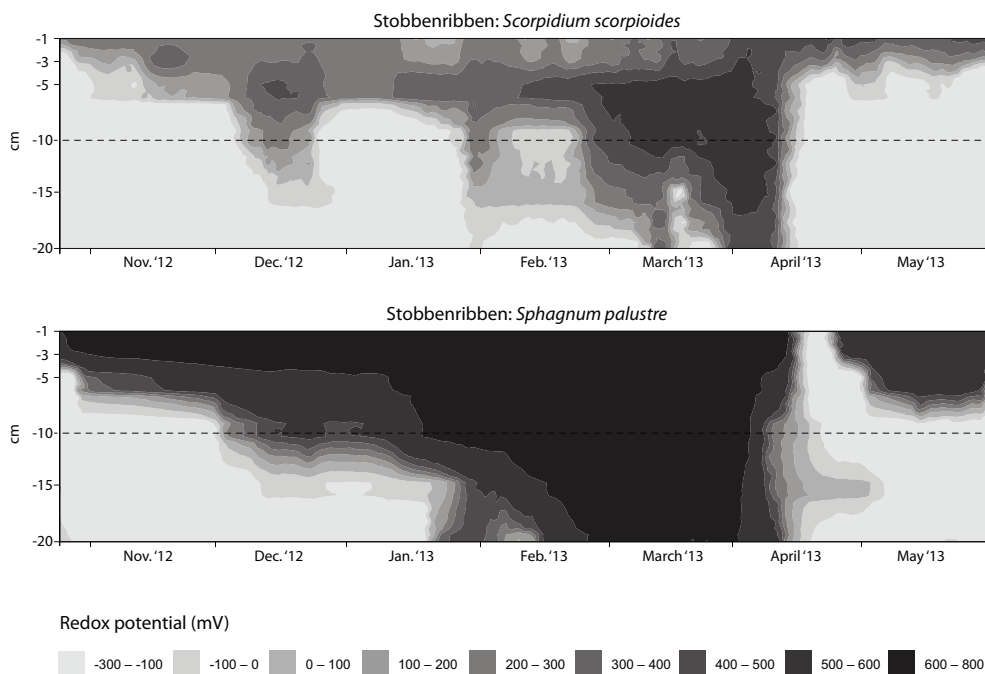 Stobbenribben: Scorpidium scorpioides
-1
-3
-5
-10
-15
-20
cm
Nov. ‘12 Dec. ‘12 Jan. ‘13 Feb. ‘13 March ‘13 April ‘13 May ‘13
Stobbenribben: Sphagnum palustre
-1
-3
-5
-10
-15
-20
cm
Nov. ‘12 Dec. ‘12 Jan. ‘13 Feb. ‘13 March ‘13 April ‘13 May ‘13
Redox potential (mV)
-300 – -100 -100 – 0 0 – 100 100 – 200 200 – 300 300 – 400 400 – 500 500 – 600 600 – 800